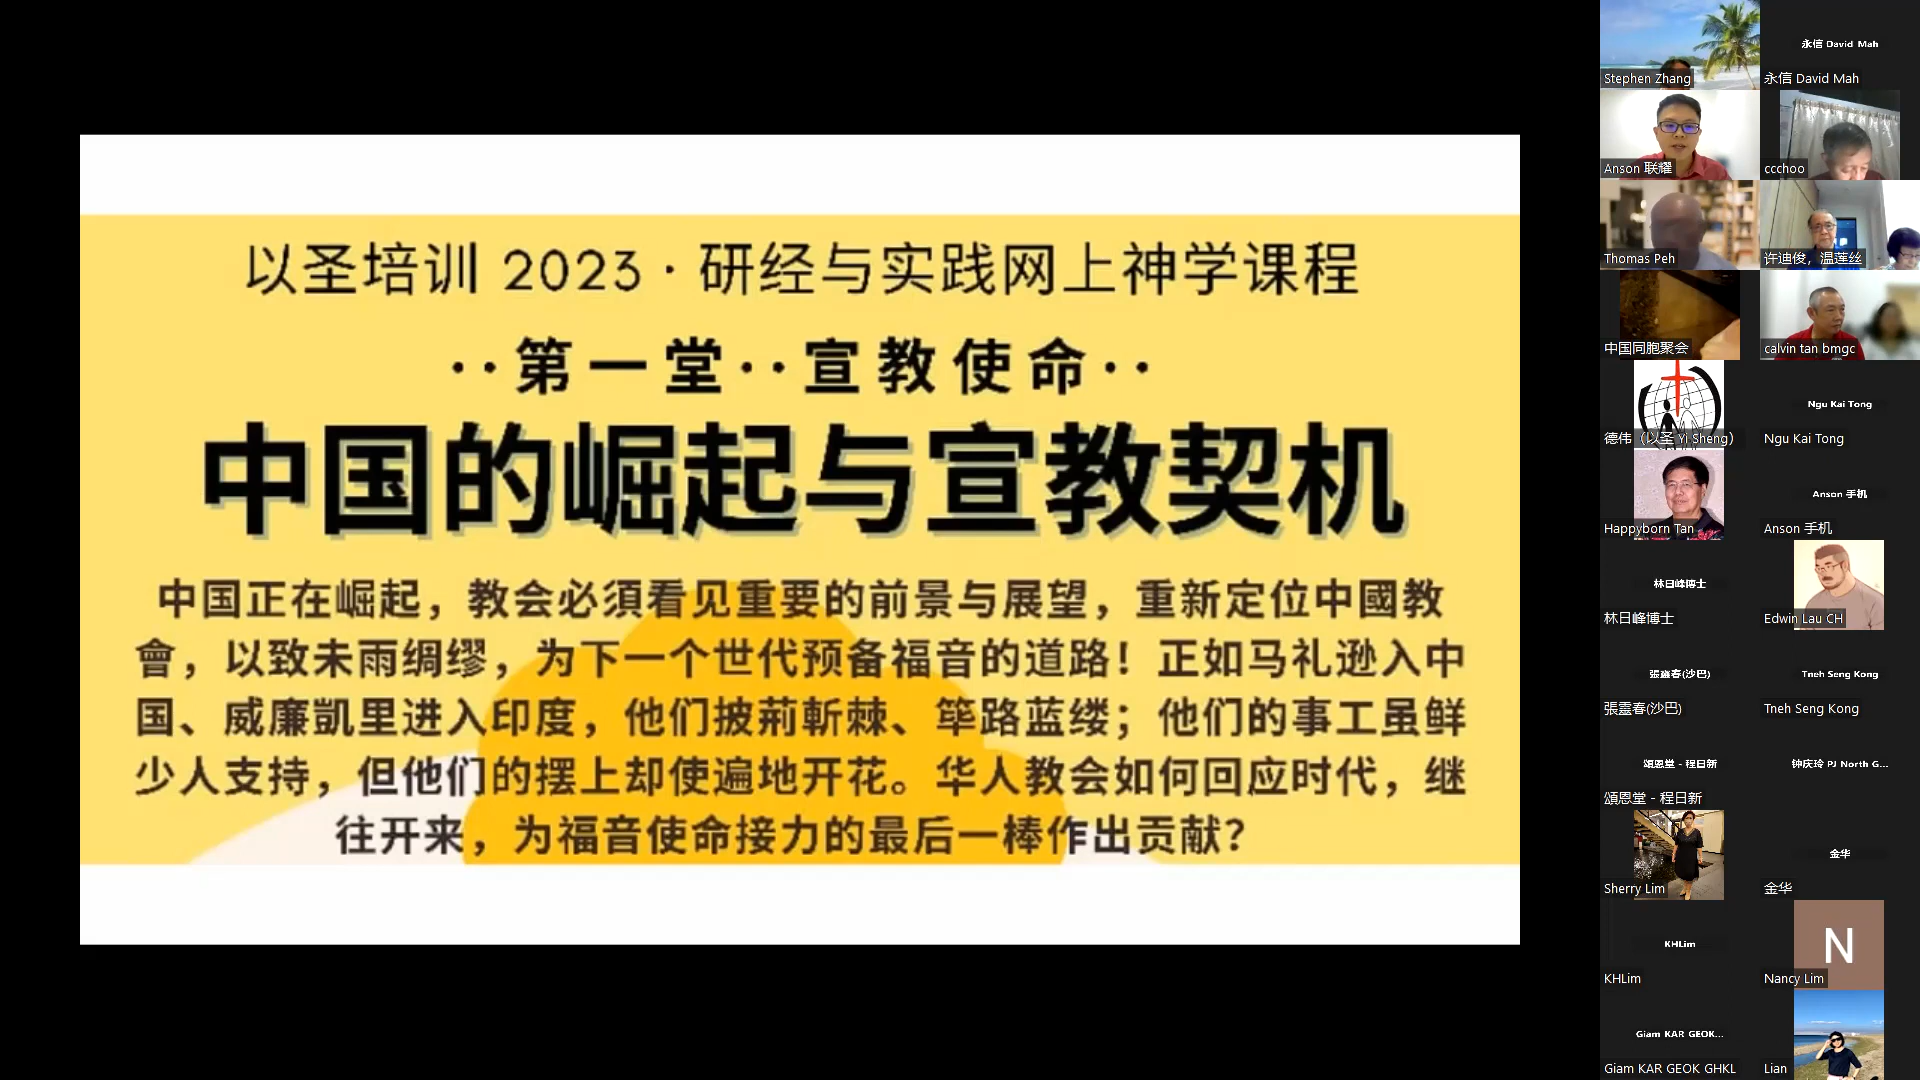 以圣培训 2023 · 研经与实践网上神学课程
··第一堂··宣教使命··
中国的崛起与宣教契机
中国正在崛起，教会必須看见重要的前景与展望，重新定位中國教
會，以致未雨绸缪，为下一个世代预备福音的道路！正如马礼逊入中
国、威廉凱里进入印度，他们披荊斬棘、筚路蓝缕；他们的事工虽鲜
少人支持，但他们的摆上却使遍地开花。华人教会如何回应时代，继
往开来，为福音使命接力的最后一棒作出贡献？
Stephen Zhang
永信 David Mah
永信 David Mah
Anson 联耀
ccchoo
Thomas Peh
许迪俊，温莲丝
中国同胞聚会
calvin tan bmgc
德伟（以圣 Yi Sheng）
Ngu Kai Tong
Ngu Kai Tong
Happyborn Tan
Anson 手机
Anson 手机
林日峰博士
林日峰博士
Edwin Lau CH
張靈春(沙巴)
張靈春(沙巴)
Tneh Seng Kong
Tneh Seng Kong
頌恩堂 - 程日新
頌恩堂 - 程日新
钟庆玲 PJ North G...
Sherry Lim
金华
金华
KHLim
KHLim
N
Nancy Lim
Giam KAR GEOK...
Giam KAR GEOK GHKL
Lian